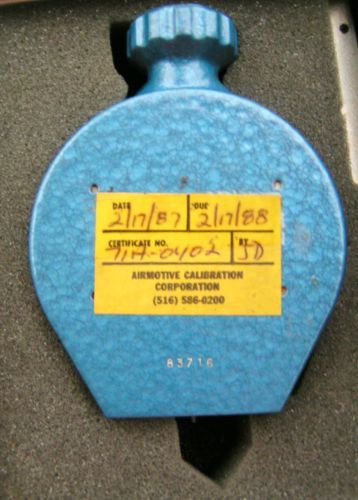 DATE DUE
2/17/87 2/17/88
CERTIFICATE NO. BY
71A-0402 JD
AIRMOTIVE CALIBRATION
CORPORATION
(516) 586-0200
83716